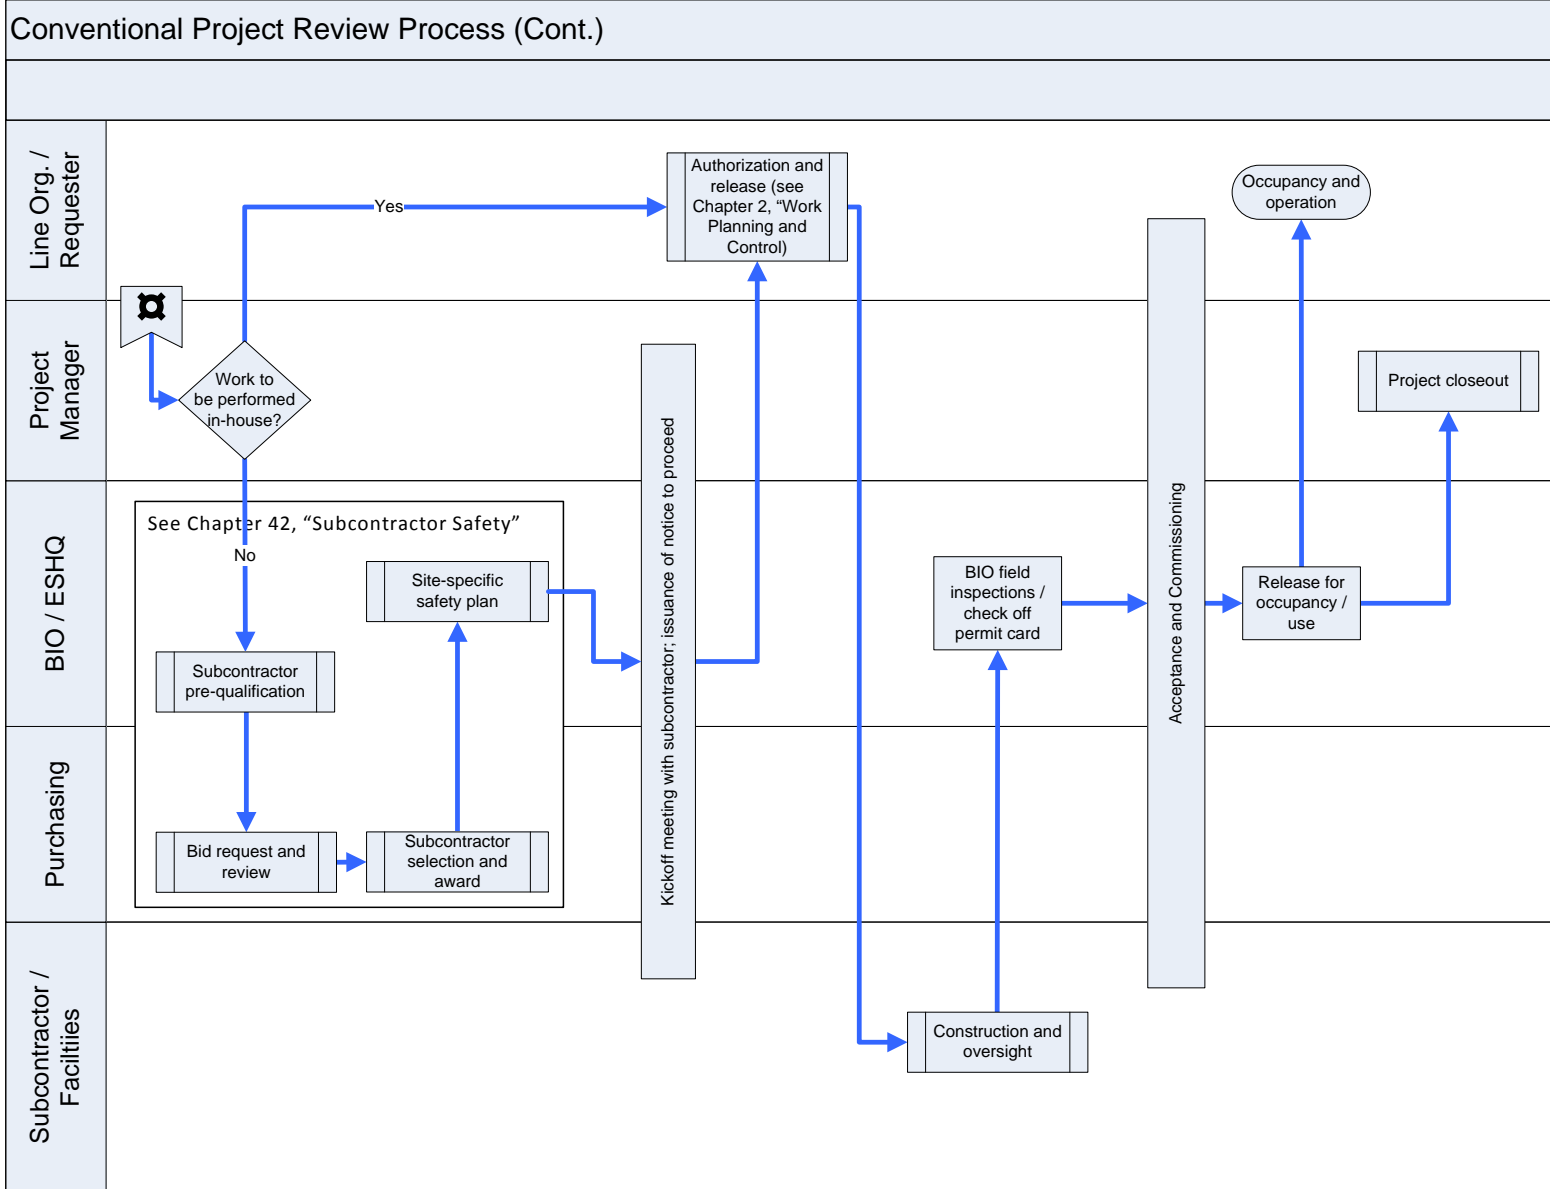 Conventional Project Review Process (Cont.)
Line Org. /
Requester
Authorization and
release (see
Chapter 2, “Work
Planning and
Control)
Occupancy and
operation
Yes
Project
Manager
Work to
be performed
in-house?
Project closeout
Kickoff meeting with subcontractor; issuance of notice to proceed
Acceptance and Commissioning
BIO / ESHQ
See Chapter 42, “Subcontractor Safety”
No
Site-specific
safety plan
Subcontractor
pre-qualification
BIO field
inspections /
check off
permit card
Release for
occupancy /
use
Purchasing
Bid request and
review
Subcontractor
selection and
award
Subcontractor /
Faciltiies
Construction and
oversight